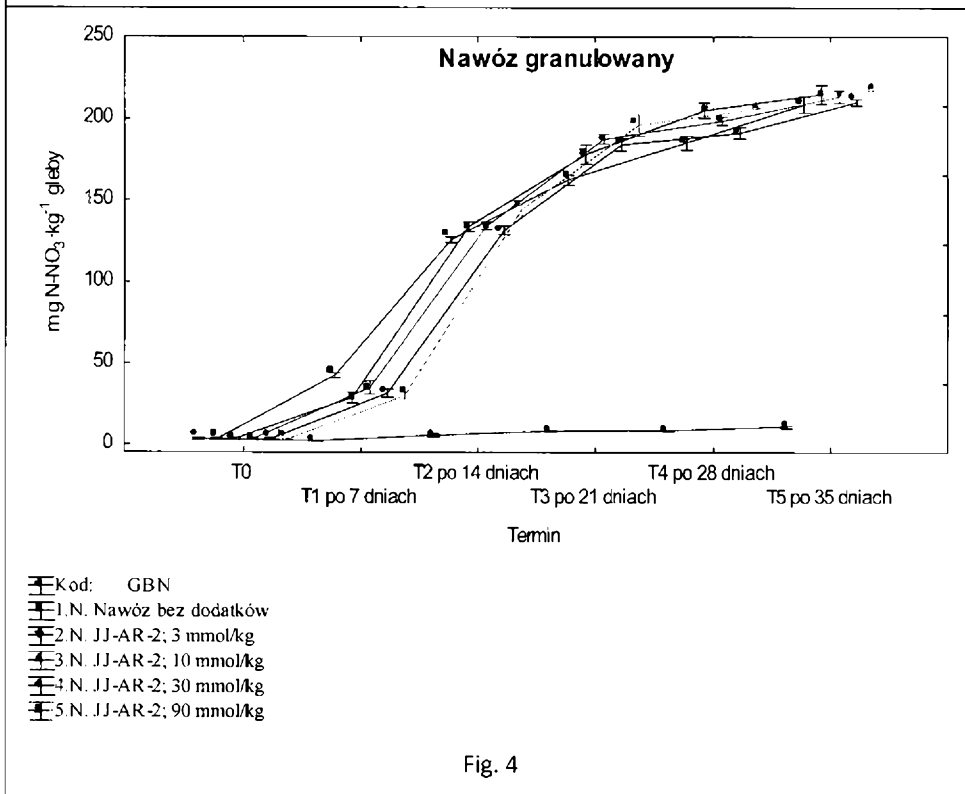 Nawóz granulowany
mg N-NO3·kg-1 gleby
250
200
150
100
50
0
T0
T2 po 14 dniach
T4 po 28 dniach
T1 po 7 dniach
T3 po 21 dniach
T5 po 35 dniach
Termin
Kod: GBN
1.N. Nawóz bez dodatków
2.N. JJ-AR-2; 3 mmol/kg
3.N. JJ-AR-2; 10 mmol/kg
4.N. JJ-AR-2; 30 mmol/kg
5.N. JJ-AR-2; 90 mmol/kg
Fig. 4